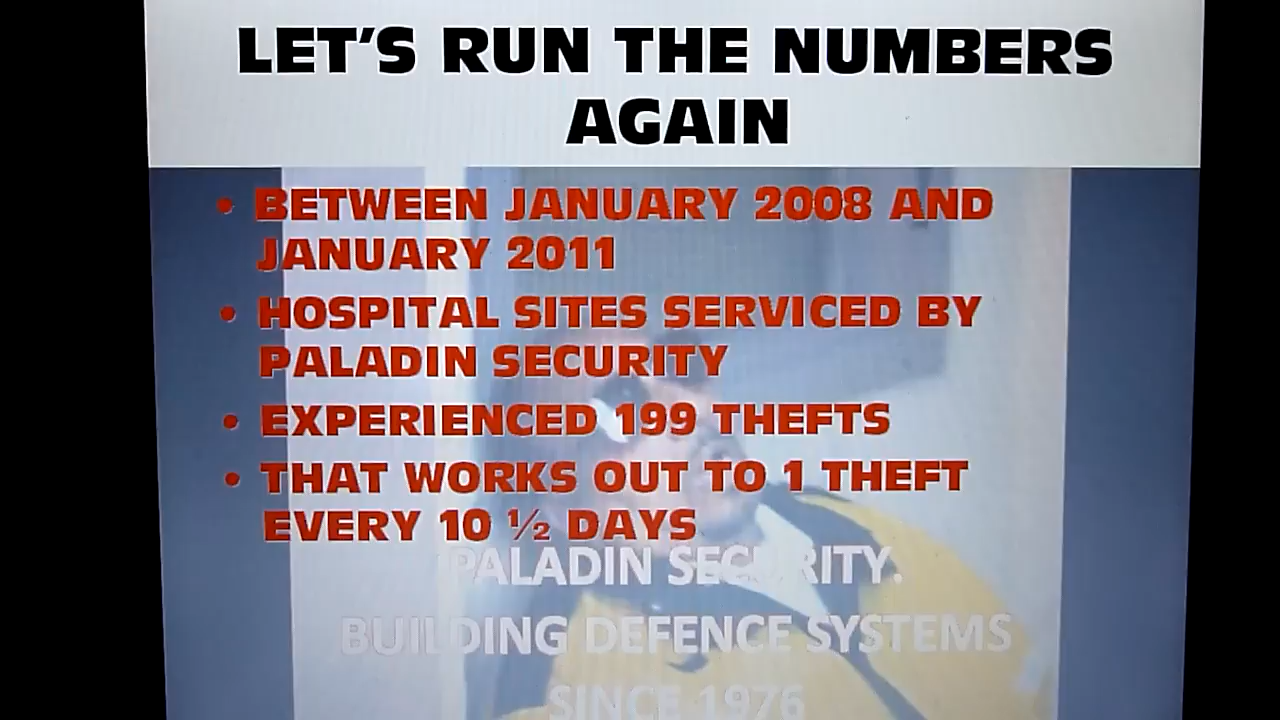 LET'S RUN THE NUMBERS
AGAIN
• BETWEEN JANUARY 2008 AND
JANUARY 2011
• HOSPITAL SITES SERVICED BY
PALADIN SECURITY
• EXPERIENCED 199 THEFTS
• THAT WORKS OUT TO 1 THEFT
EVERY 10 ½ DAYS
PALADIN SECURITY.
BUILDING DEFENCE SYSTEMS
SINCE 1976